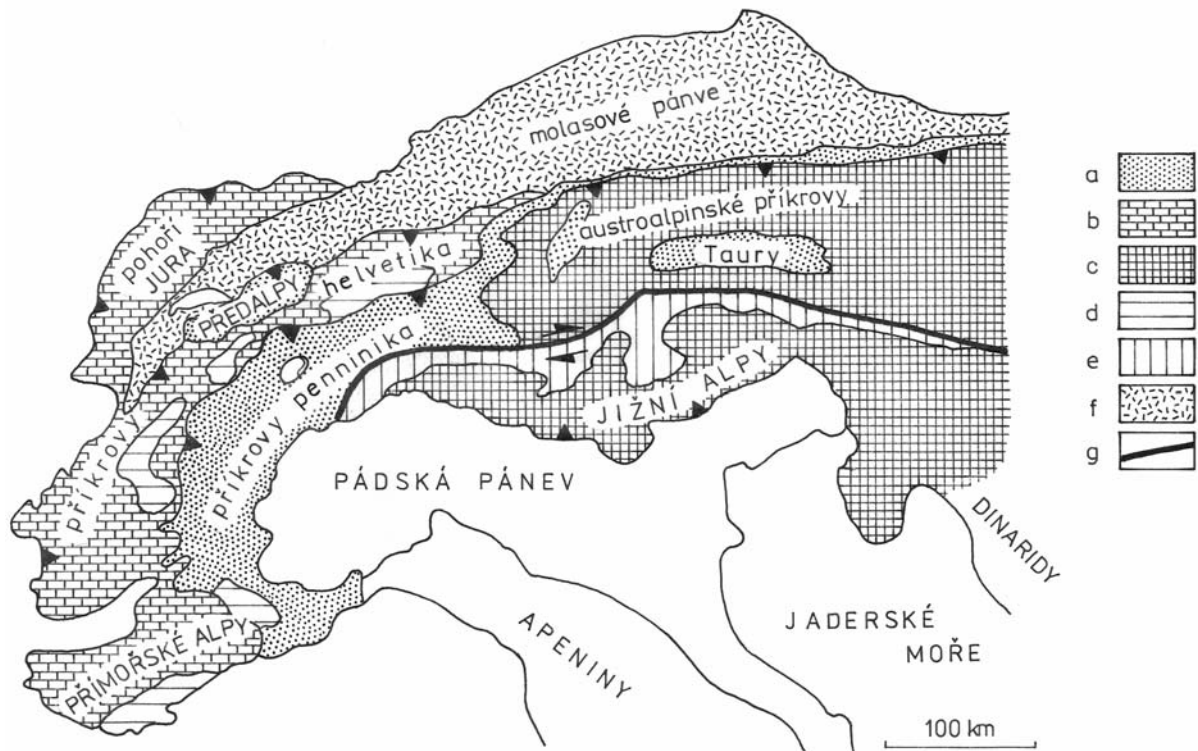 molasové pánve
austroalpinské příkrovy
Taury
pohoří
JURA
PŘEDALPY
helvetika
příkrovy
příkrovy penninika
JIŽNÍ ALPY
PÁDSKÁ PÁNEV
DINARIDY
JADERSKÉ
MOŘE
APENINY
PŘÍMOŘSKÉ ALPY
100 km
a
b
c
d
e
f
g